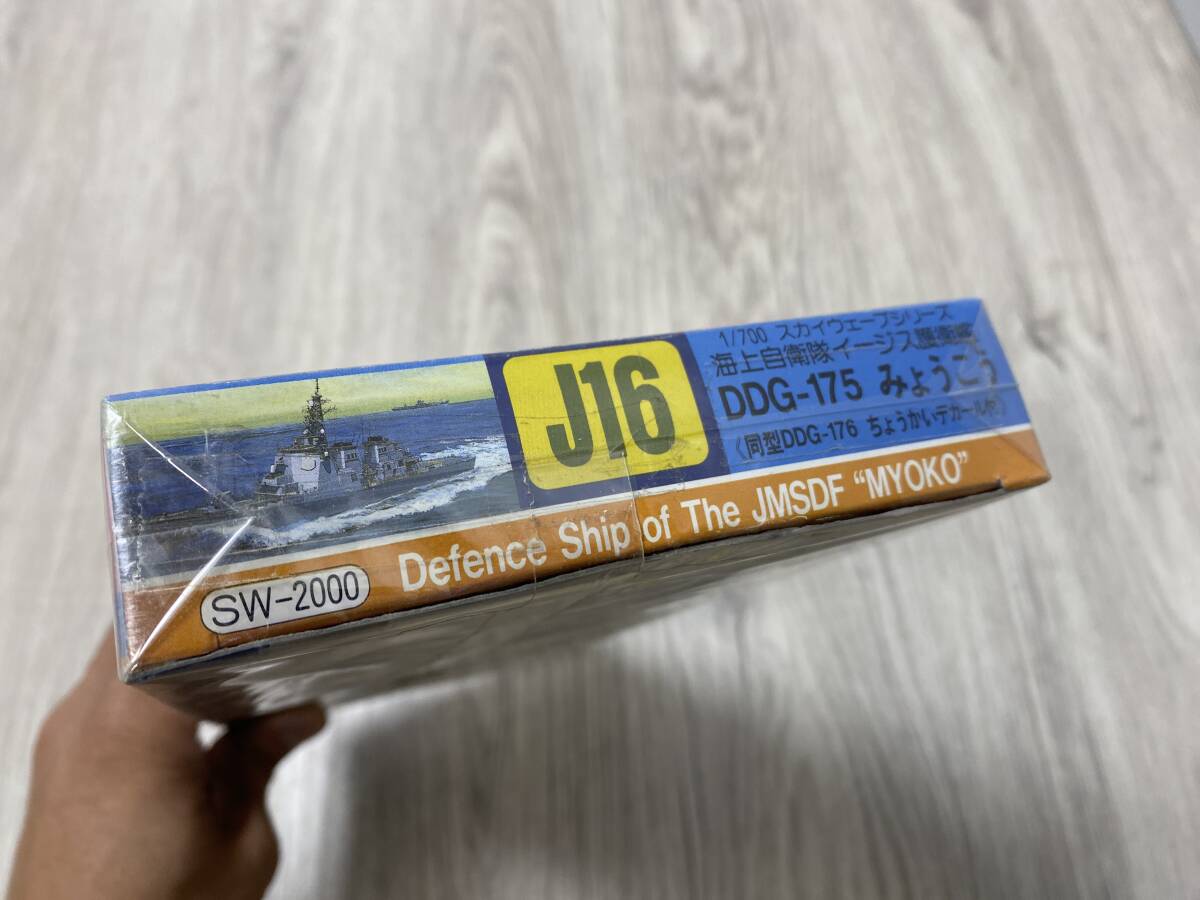 J16
1/700 スカイウェーブシリーズ
海上自衛隊イージス護衛艦
DDG-175 みょうこう
《同型DDG-176 ちょうかいデカール付》
SW-2000
Defence Ship of The JMSDF “MYOKO”